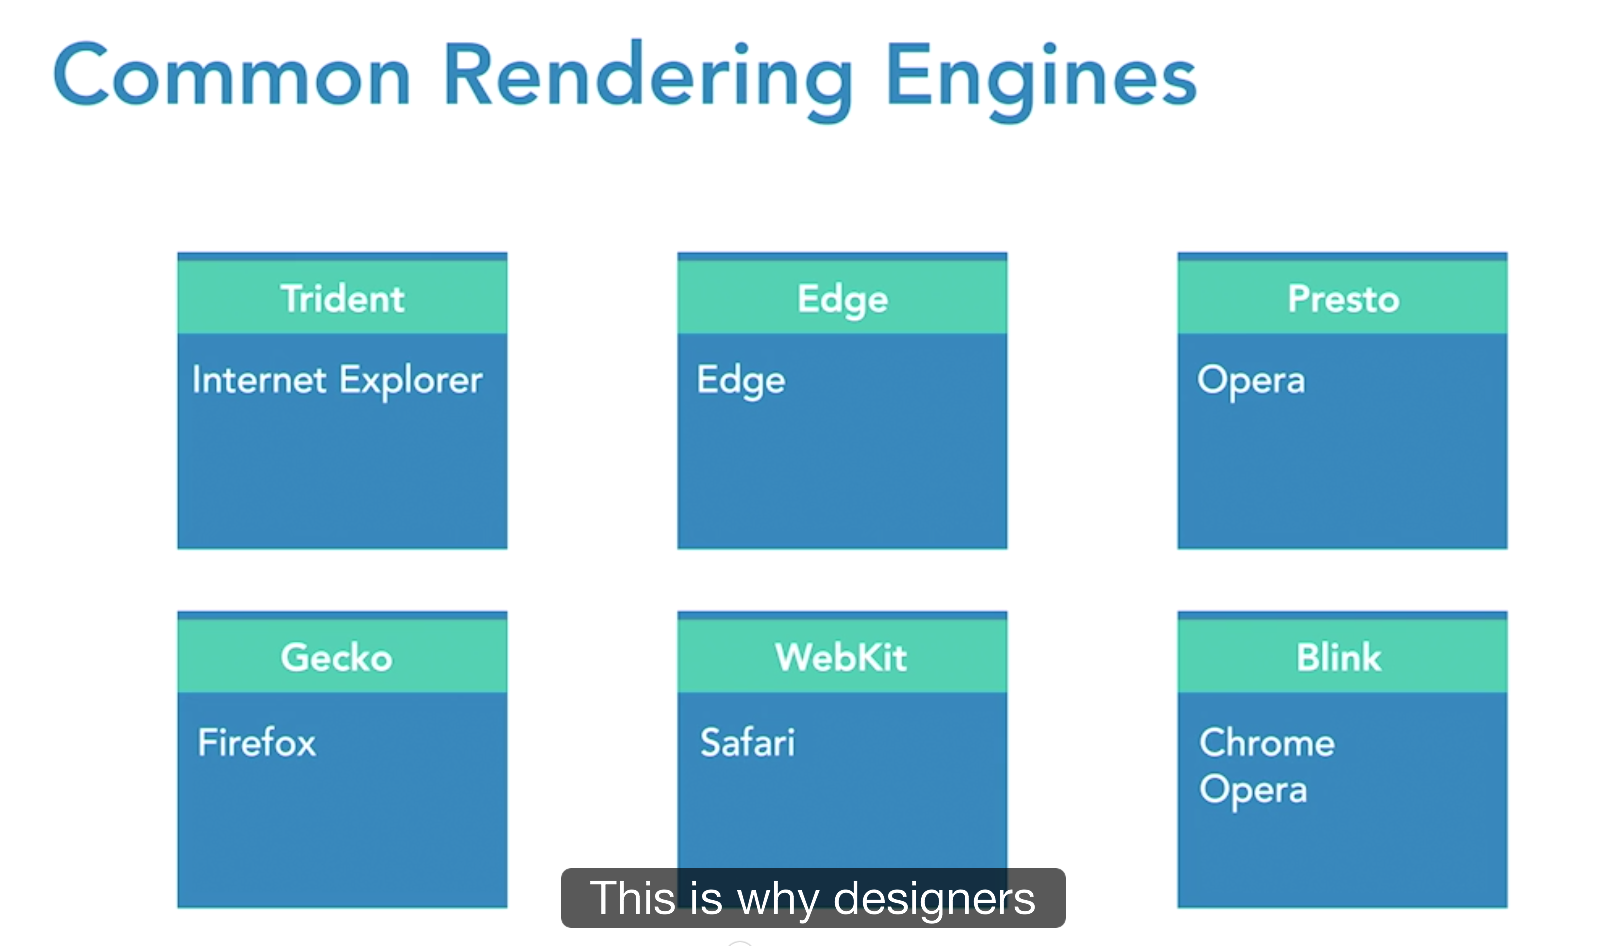 Common Rendering Engines
Trident
Internet Explorer
Edge
Edge
Presto
Opera
Gecko
Firefox
WebKit
Safari
Blink
Chrome
Opera
This is why designers